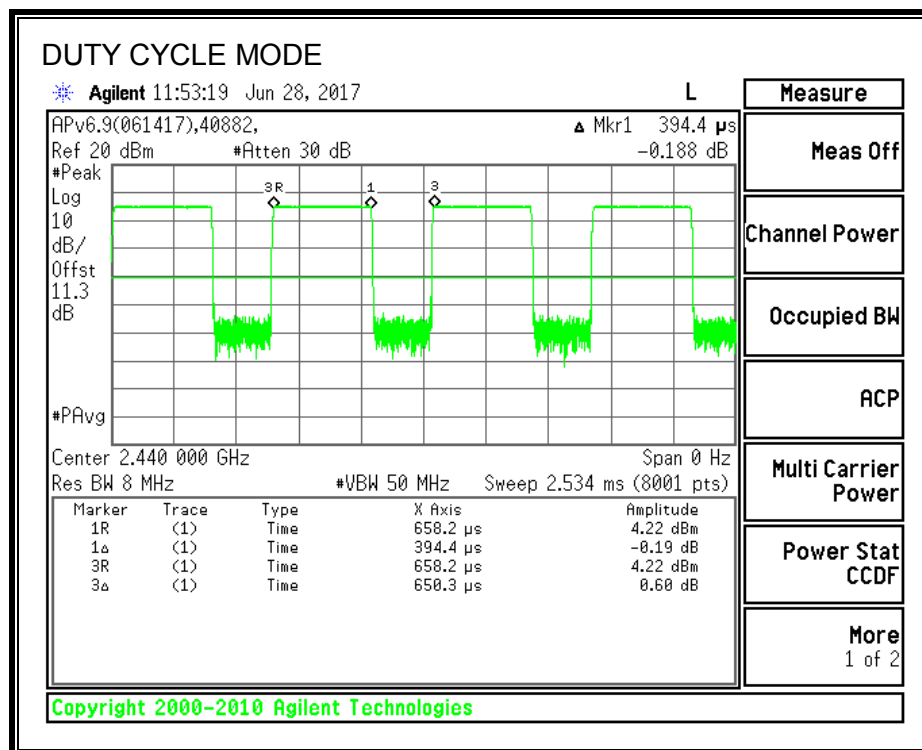 DUTY CYCLE MODE
Agilent 11:53:19 Jun 28, 2017 L
APv6.9(061417),40882, Δ Mkr1 394.4 µs
Ref 20 dBm #Atten 30 dB -0.188 dB
#Peak
Log
10
dB/
Offst
11.3
dB
3R 1 3
#PAvg
Center 2.440 000 GHz Span 0 Hz
Res BW 8 MHz #VBW 50 MHz Sweep 2.534 ms (8001 pts)
Marker Trace Type X Axis Amplitude
1R (1) Time 658.2 µs 4.22 dBm
1Δ (1) Time 394.4 µs -0.19 dB
3R (1) Time 658.2 µs 4.22 dBm
3Δ (1) Time 650.3 µs 0.60 dB
Measure
Meas Off
Channel Power
Occupied BW
ACP
Multi Carrier
Power
Power Stat
CCDF
More
1 of 2
Copyright 2000-2010 Agilent Technologies